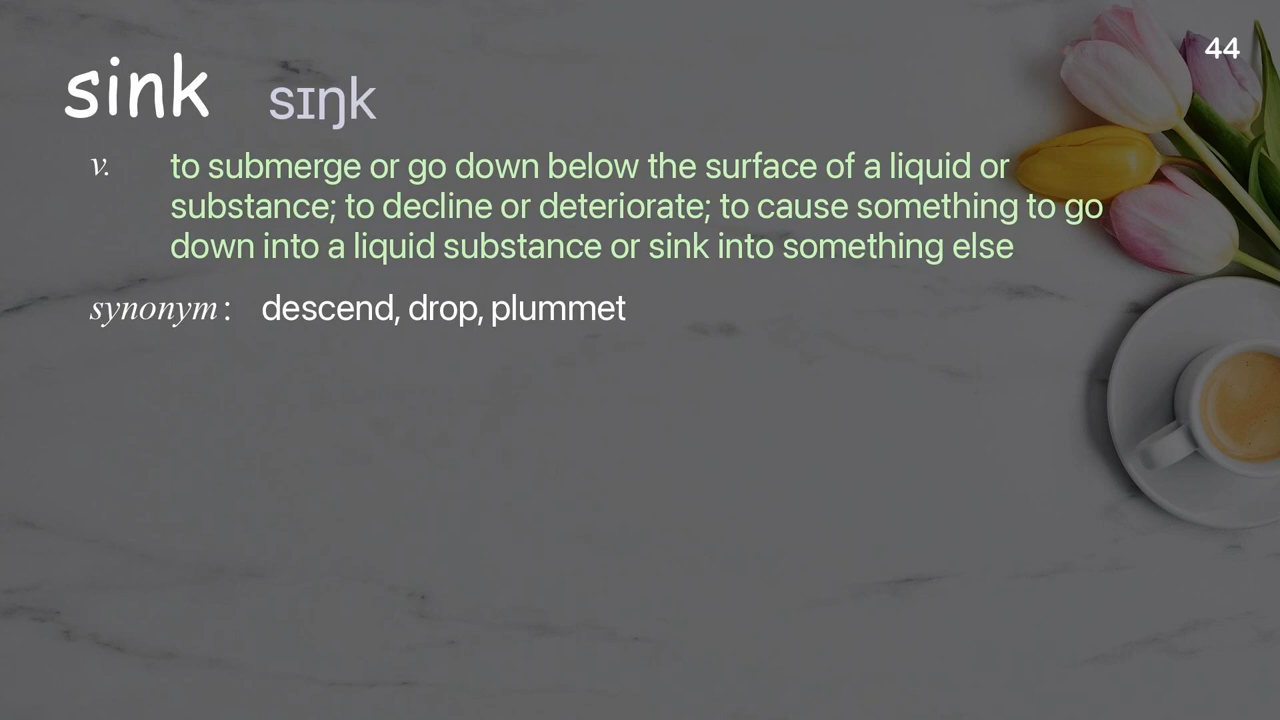 44
sink sɪŋk
v. to submerge or go down below the surface of a liquid or
substance; to decline or deteriorate; to cause something to go
down into a liquid substance or sink into something else
synonym : descend, drop, plummet